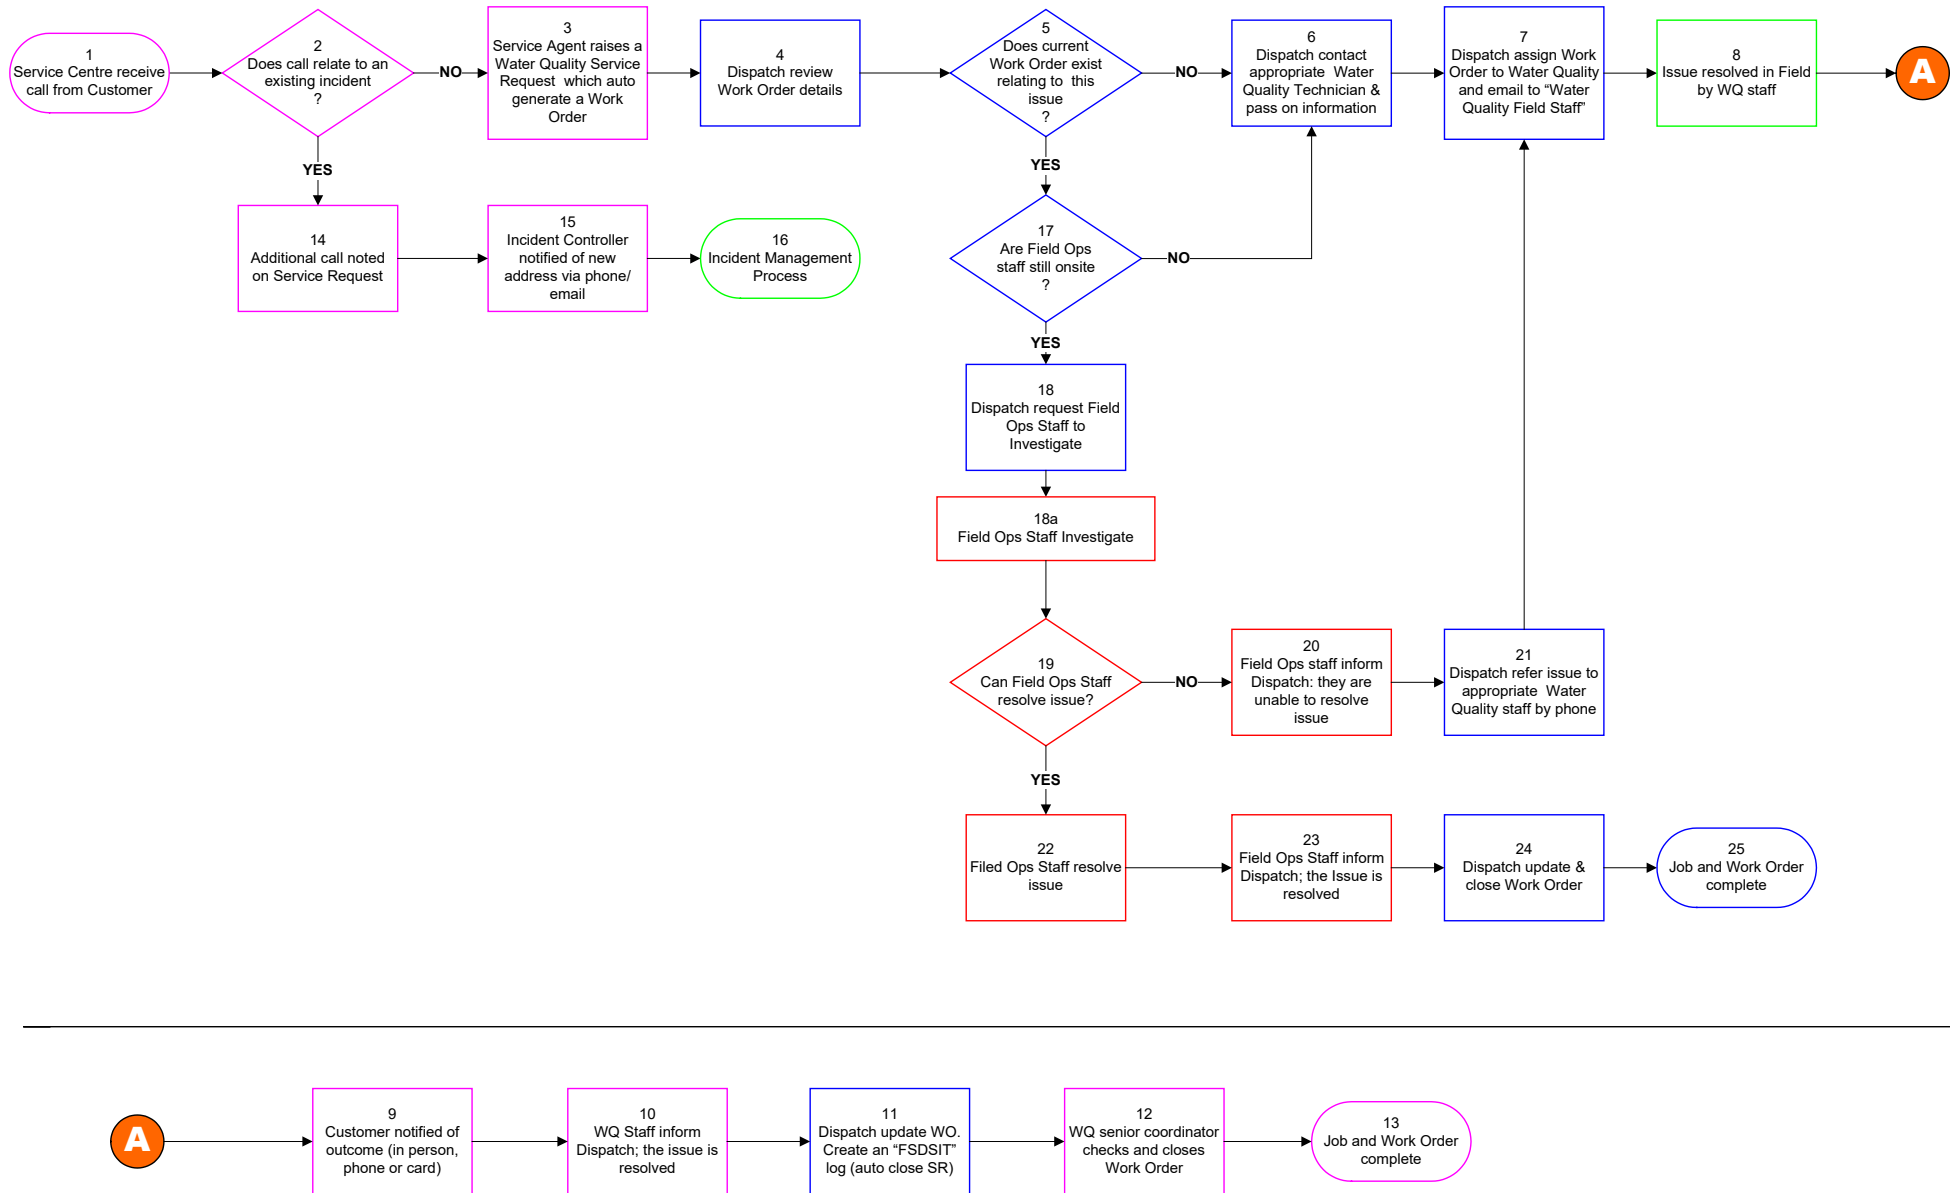 1
Service Centre receive
call from Customer
2
Does call relate to an
existing incident
?
NO
3
Service Agent raises a
Water Quality Service
Request which auto
generate a Work
Order
4
Dispatch review
Work Order details
5
Does current
Work Order exist
relating to this
issue
?
NO
6
Dispatch contact
appropriate Water
Quality Technician &
pass on information
7
Dispatch assign Work
Order to Water Quality
and email to “Water
Quality Field Staff”
8
Issue resolved in Field
by WQ staff
A
YES
YES
14
Additional call noted
on Service Request
15
Incident Controller
notified of new
address via phone/
email
16
Incident Management
Process
17
Are Field Ops
staff still onsite
?
NO
YES
18
Dispatch request Field
Ops Staff to
Investigate
18a
Field Ops Staff Investigate
19
Can Field Ops Staff
resolve issue?
NO
20
Field Ops staff inform
Dispatch: they are
unable to resolve
issue
21
Dispatch refer issue to
appropriate Water
Quality staff by phone
YES
22
Filed Ops Staff resolve
issue
23
Field Ops Staff inform
Dispatch; the Issue is
resolved
24
Dispatch update &
close Work Order
25
Job and Work Order
complete
A
9
Customer notified of
outcome (in person,
phone or card)
10
WQ Staff inform
Dispatch; the issue is
resolved
11
Dispatch update WO.
Create an “FSDSIT”
log (auto close SR)
12
WQ senior coordinator
checks and closes
Work Order
13
Job and Work Order
complete